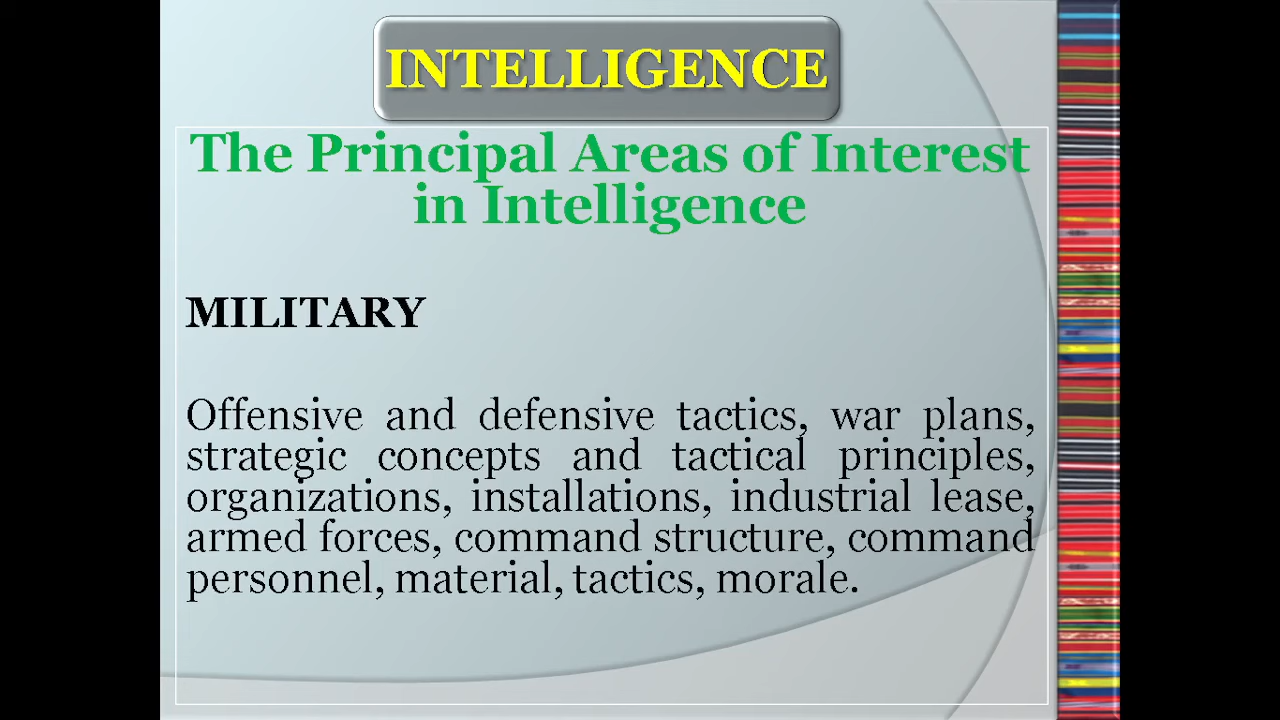 INTELLIGENCE
The Principal Areas of Interest
in Intelligence
MILITARY
Offensive and defensive tactics, war plans,
strategic concepts and tactical principles,
organizations, installations, industrial lease,
armed forces, command structure, command
personnel, material, tactics, morale.